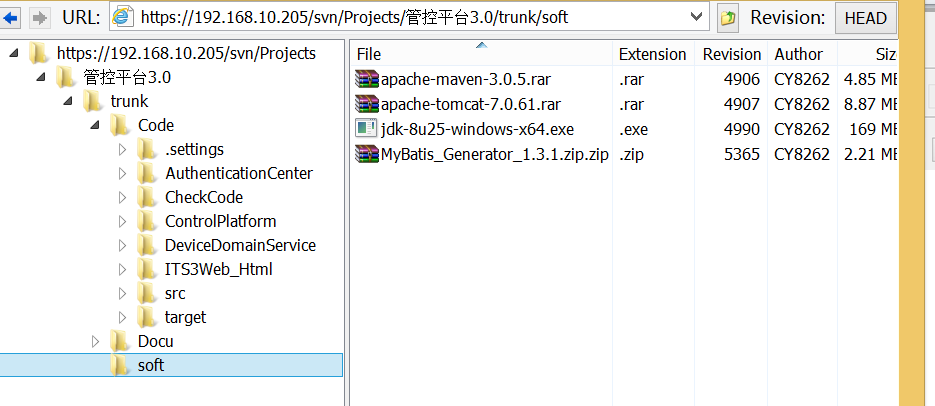 URL: https://192.168.10.205/svn/Projects/管控平台3.0/trunk/soft Revision: HEAD
https://192.168.10.205/svn/Projects
管控平台3.0
trunk
Code
.settings
AuthenticationCenter
CheckCode
ControlPlatform
DeviceDomainService
ITS3Web_Html
src
target
Docu
soft
File Extension Revision Author Size
apache-maven-3.0.5.rar .rar 4906 CY8262 4.85 MB
apache-tomcat-7.0.61.rar .rar 4907 CY8262 8.87 MB
jdk-8u25-windows-x64.exe .exe 4990 CY8262 169 MB
MyBatis_Generator_1.3.1.zip.zip .zip 5365 CY8262 2.21 MB